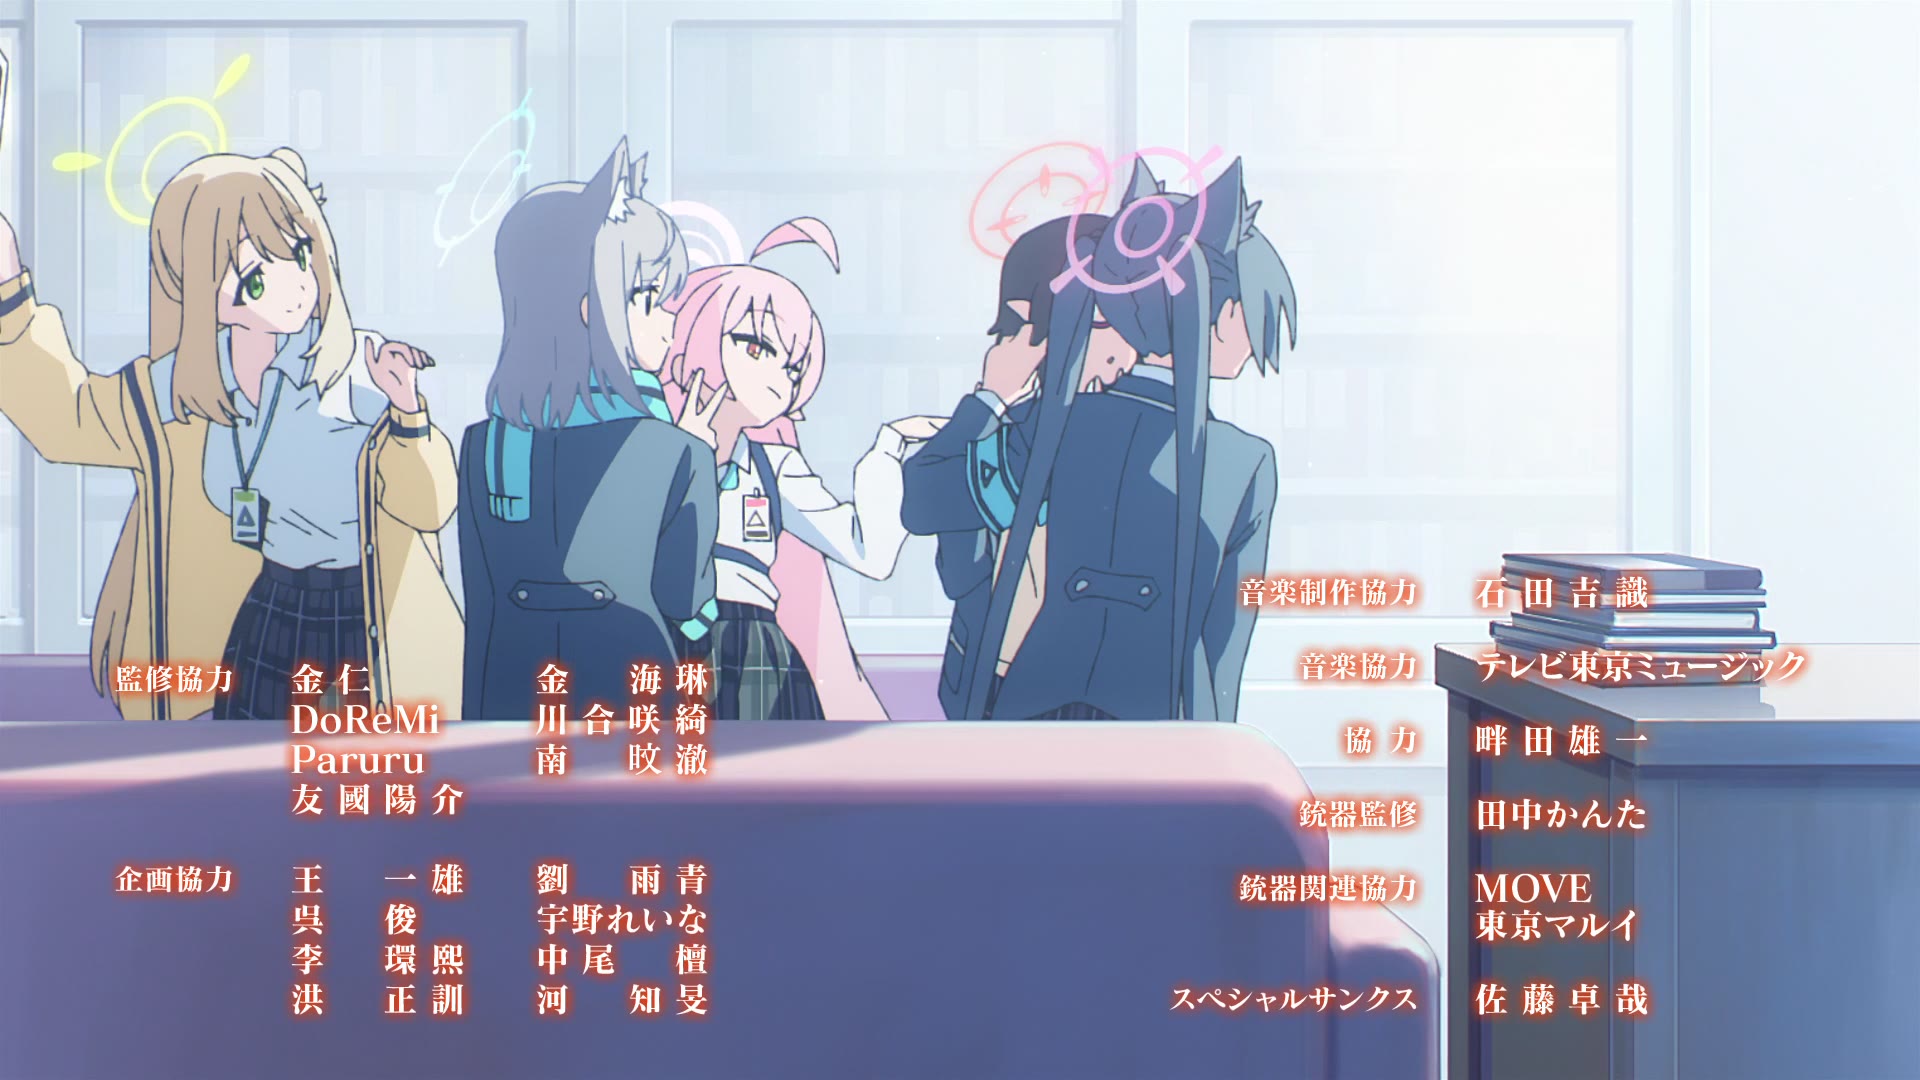 監修協力 金仁 金海琳
DoReMi 川合咲綺
Paruru 南旼澈
友國陽介
企画協力 王一雄 劉雨青
呉俊 宇野れいな
李環熙 中尾檀
洪正訓 河知旻
音楽制作協力 石田吉識
音楽協力 テレビ東京ミュージック
協力 畔田雄一
銃器監修 田中かんた
銃器関連協力 MOVE
東京マルイ
スペシャルサンクス 佐藤卓哉